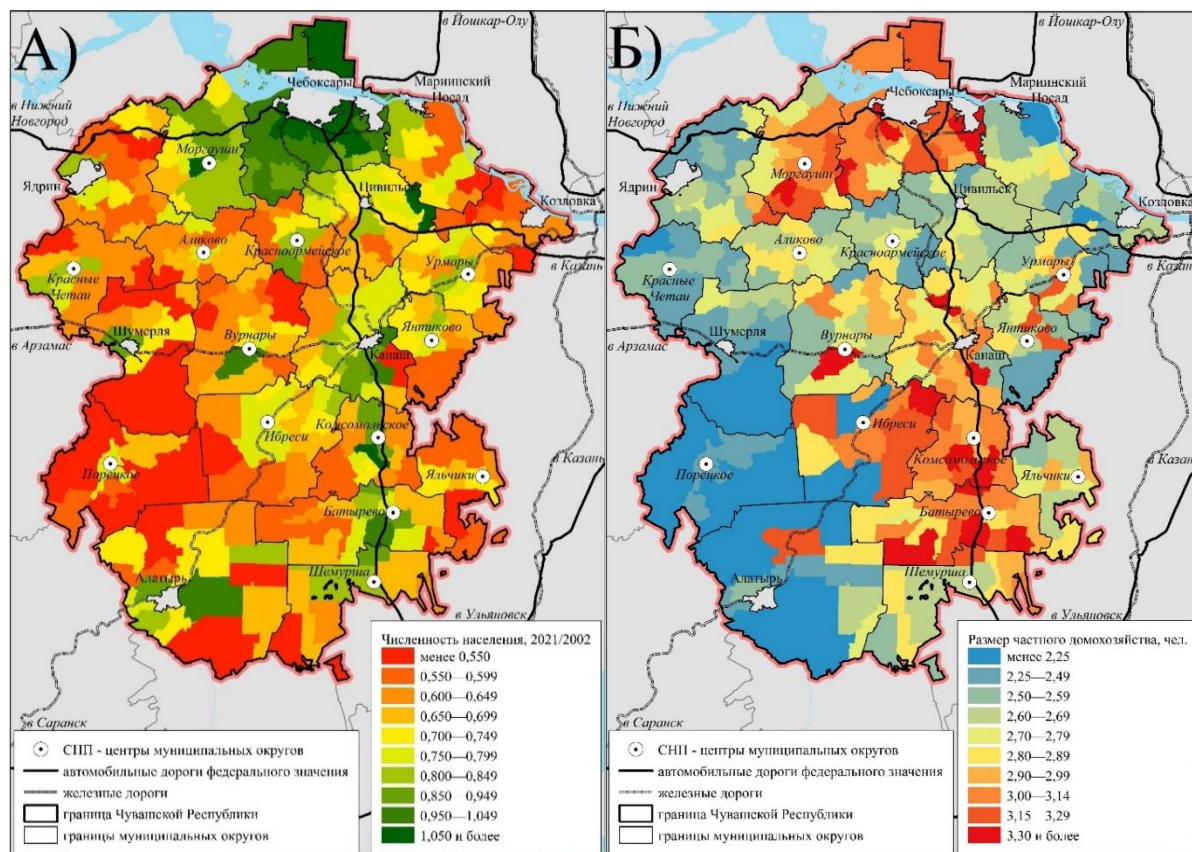 А)
в Йошкар-Олу
Чебоксары
Мариинский
Посад
в Нижний
Новгород
Моргауши
Ядрин
Цивильск
Козловка
Аликово
Красноармейское
в Казань
Урмары
Красные
Четаи
Шумерля
Вурнары
Янтиково
в Арзамас
Канаш
Ибреси
Комсомольское
Порецкое
Яльчики
в Казань
Батырево
Шемурша
Алатырь
в Ульяновск
в Саранск
Численность населения, 2021/2002
менее 0,550
0,550—0,599
0,600—0,649
0,650—0,699
0,700—0,749
0,750—0,799
0,800—0,849
0,850—0,949
0,950—1,049
1,050 и более
СНП - центры муниципальных округов
автомобильные дороги федерального значения
железные дороги
граница Чувашской Республики
границы муниципальных округов
Б)
в Йошкар-Олу
Чебоксары
Мариинский
Посад
в Нижний
Новгород
Моргауши
Ядрин
Цивильск
Козловка
Аликово
Красноармейское
в Казань
Урмары
Красные
Четаи
Шумерля
Вурнары
Янтиково
в Арзамас
Канаш
Ибреси
Комсомольское
Порецкое
Яльчики
в Казань
Батырево
Шемурша
Алатырь
в Ульяновск
в Саранск
Размер частного домохозяйства, чел.
менее 2,25
2,25—2,49
2,50—2,59
2,60—2,69
2,70—2,79
2,80—2,89
2,90—2,99
3,00—3,14
3,15 3,29
3,30 и более
СНП - центры муниципальных округов
автомобильные дороги федерального значения
железные дороги
граница Чувашской Республики
границы муниципальных округов